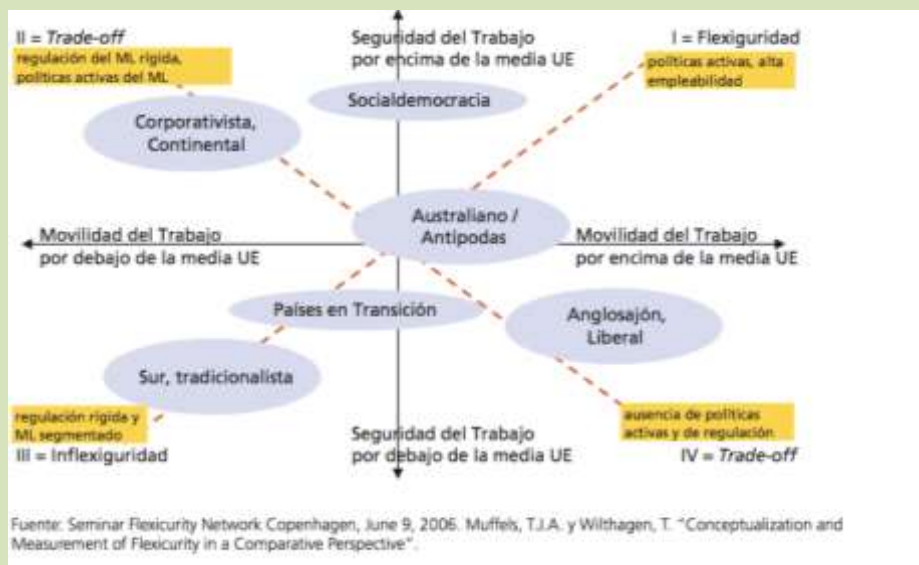 II = Trade-off
regulación del ML rígida,
políticas activas del ML
Seguridad del Trabajo
por encima de la media UE
I = Flexiguridad
políticas activas, alta
empleabilidad
Socialdemocracia
Corporativista,
Continental
Australiano /
Antípodas
Movilidad del Trabajo
por debajo de la media UE
Movilidad del Trabajo
por encima de la media UE
Países en Transición
Anglosajón,
Liberal
Sur, tradicionalista
regulación rígida y
ML segmentado
III = Inflexiguridad
Seguridad del Trabajo
por debajo de la media UE
ausencia de políticas
activas y de regulación
IV = Trade-off
Fuente: Seminar Flexicurity Network Copenhagen, June 9, 2006. Muffels, T.J.A. y Wilthagen, T. "Conceptualization and
Measurement of Flexicurity in a Comparative Perspective".